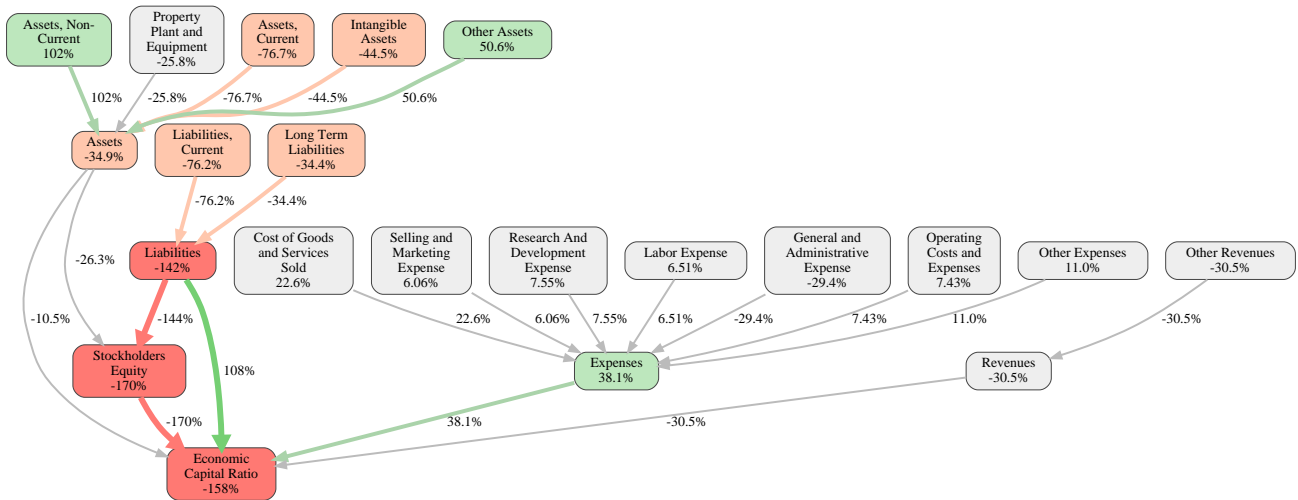 Assets, Non-
Current
102%
Property
Plant and
Equipment
-25.8%
Assets,
Current
-76.7%
Intangible
Assets
-44.5%
Other Assets
50.6%
102%
-25.8%
-76.7%
-44.5%
50.6%
Assets
-34.9%
Liabilities,
Current
-76.2%
Long Term
Liabilities
-34.4%
-76.2%
-34.4%
Liabilities
-142%
Cost of Goods
and Services
Sold
22.6%
Selling and
Marketing
Expense
6.06%
Research And
Development
Expense
7.55%
Labor Expense
6.51%
General and
Administrative
Expense
-29.4%
Operating
Costs and
Expenses
7.43%
Other Expenses
11.0%
Other Revenues
-30.5%
-26.3%
-10.5%
-144%
22.6%
6.06%
7.55%
6.51%
-29.4%
7.43%
11.0%
-30.5%
Stockholders
Equity
-170%
108%
Expenses
38.1%
Revenues
-30.5%
-170%
38.1%
-30.5%
Economic
Capital Ratio
-158%